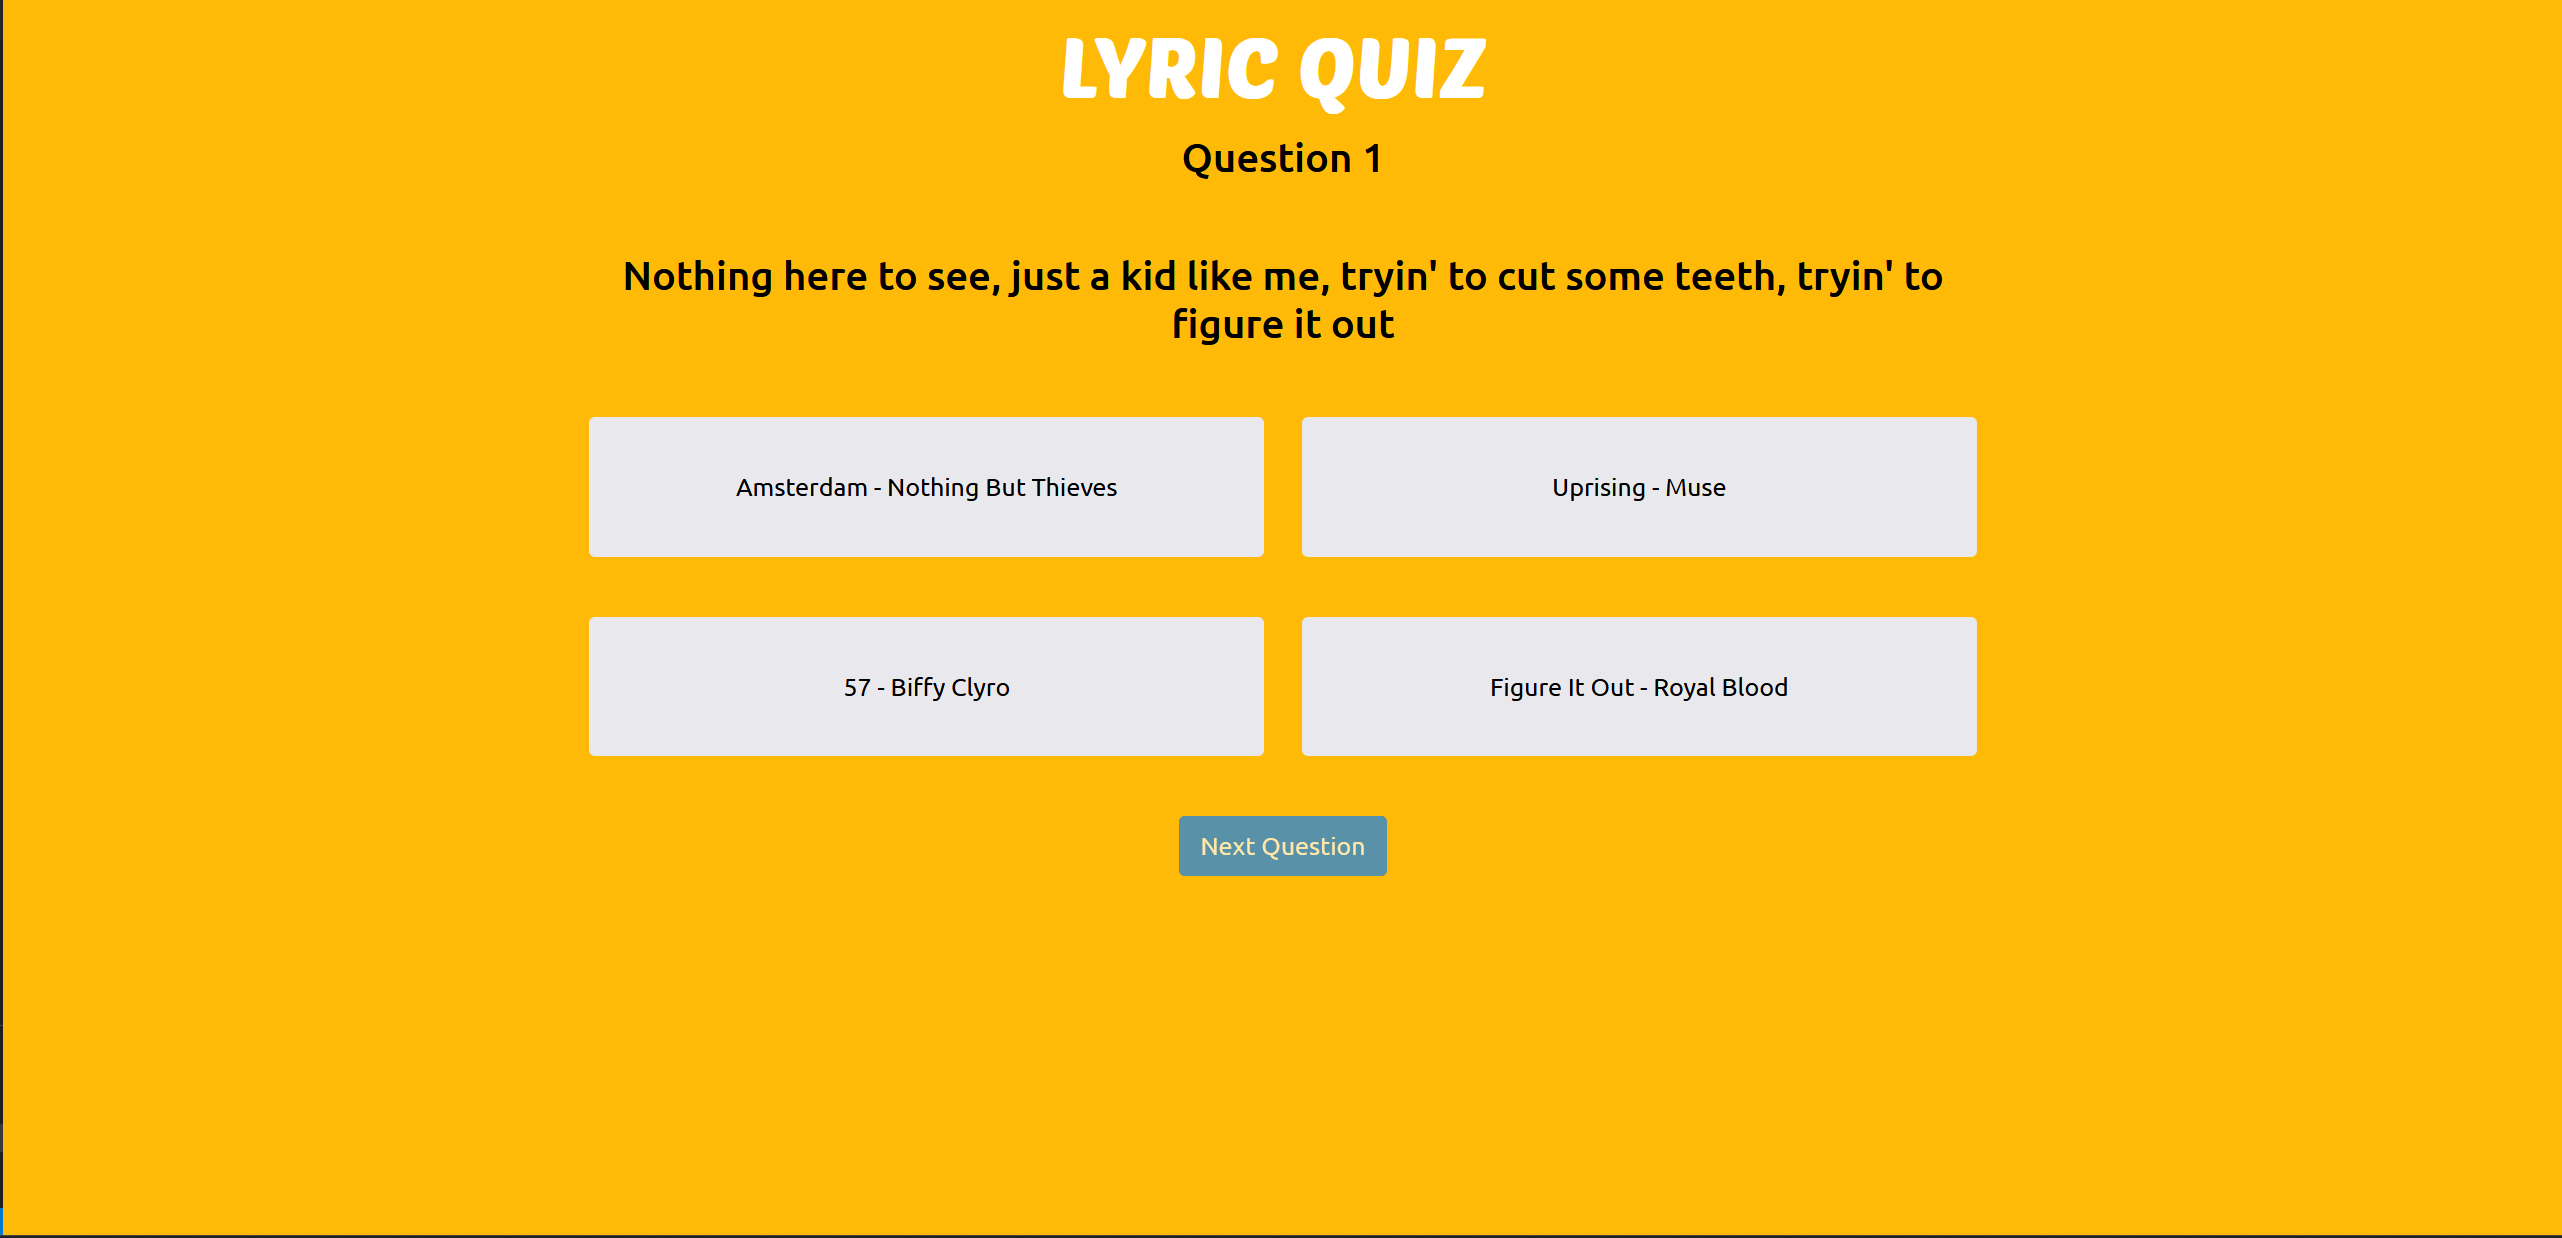 LYRIC QUIZ
Question 1
Nothing here to see, just a kid like me, tryin' to cut some teeth, tryin' to
figure it out
Amsterdam - Nothing But Thieves
Uprising - Muse
57 - Biffy Clyro
Figure It Out - Royal Blood
Next Question